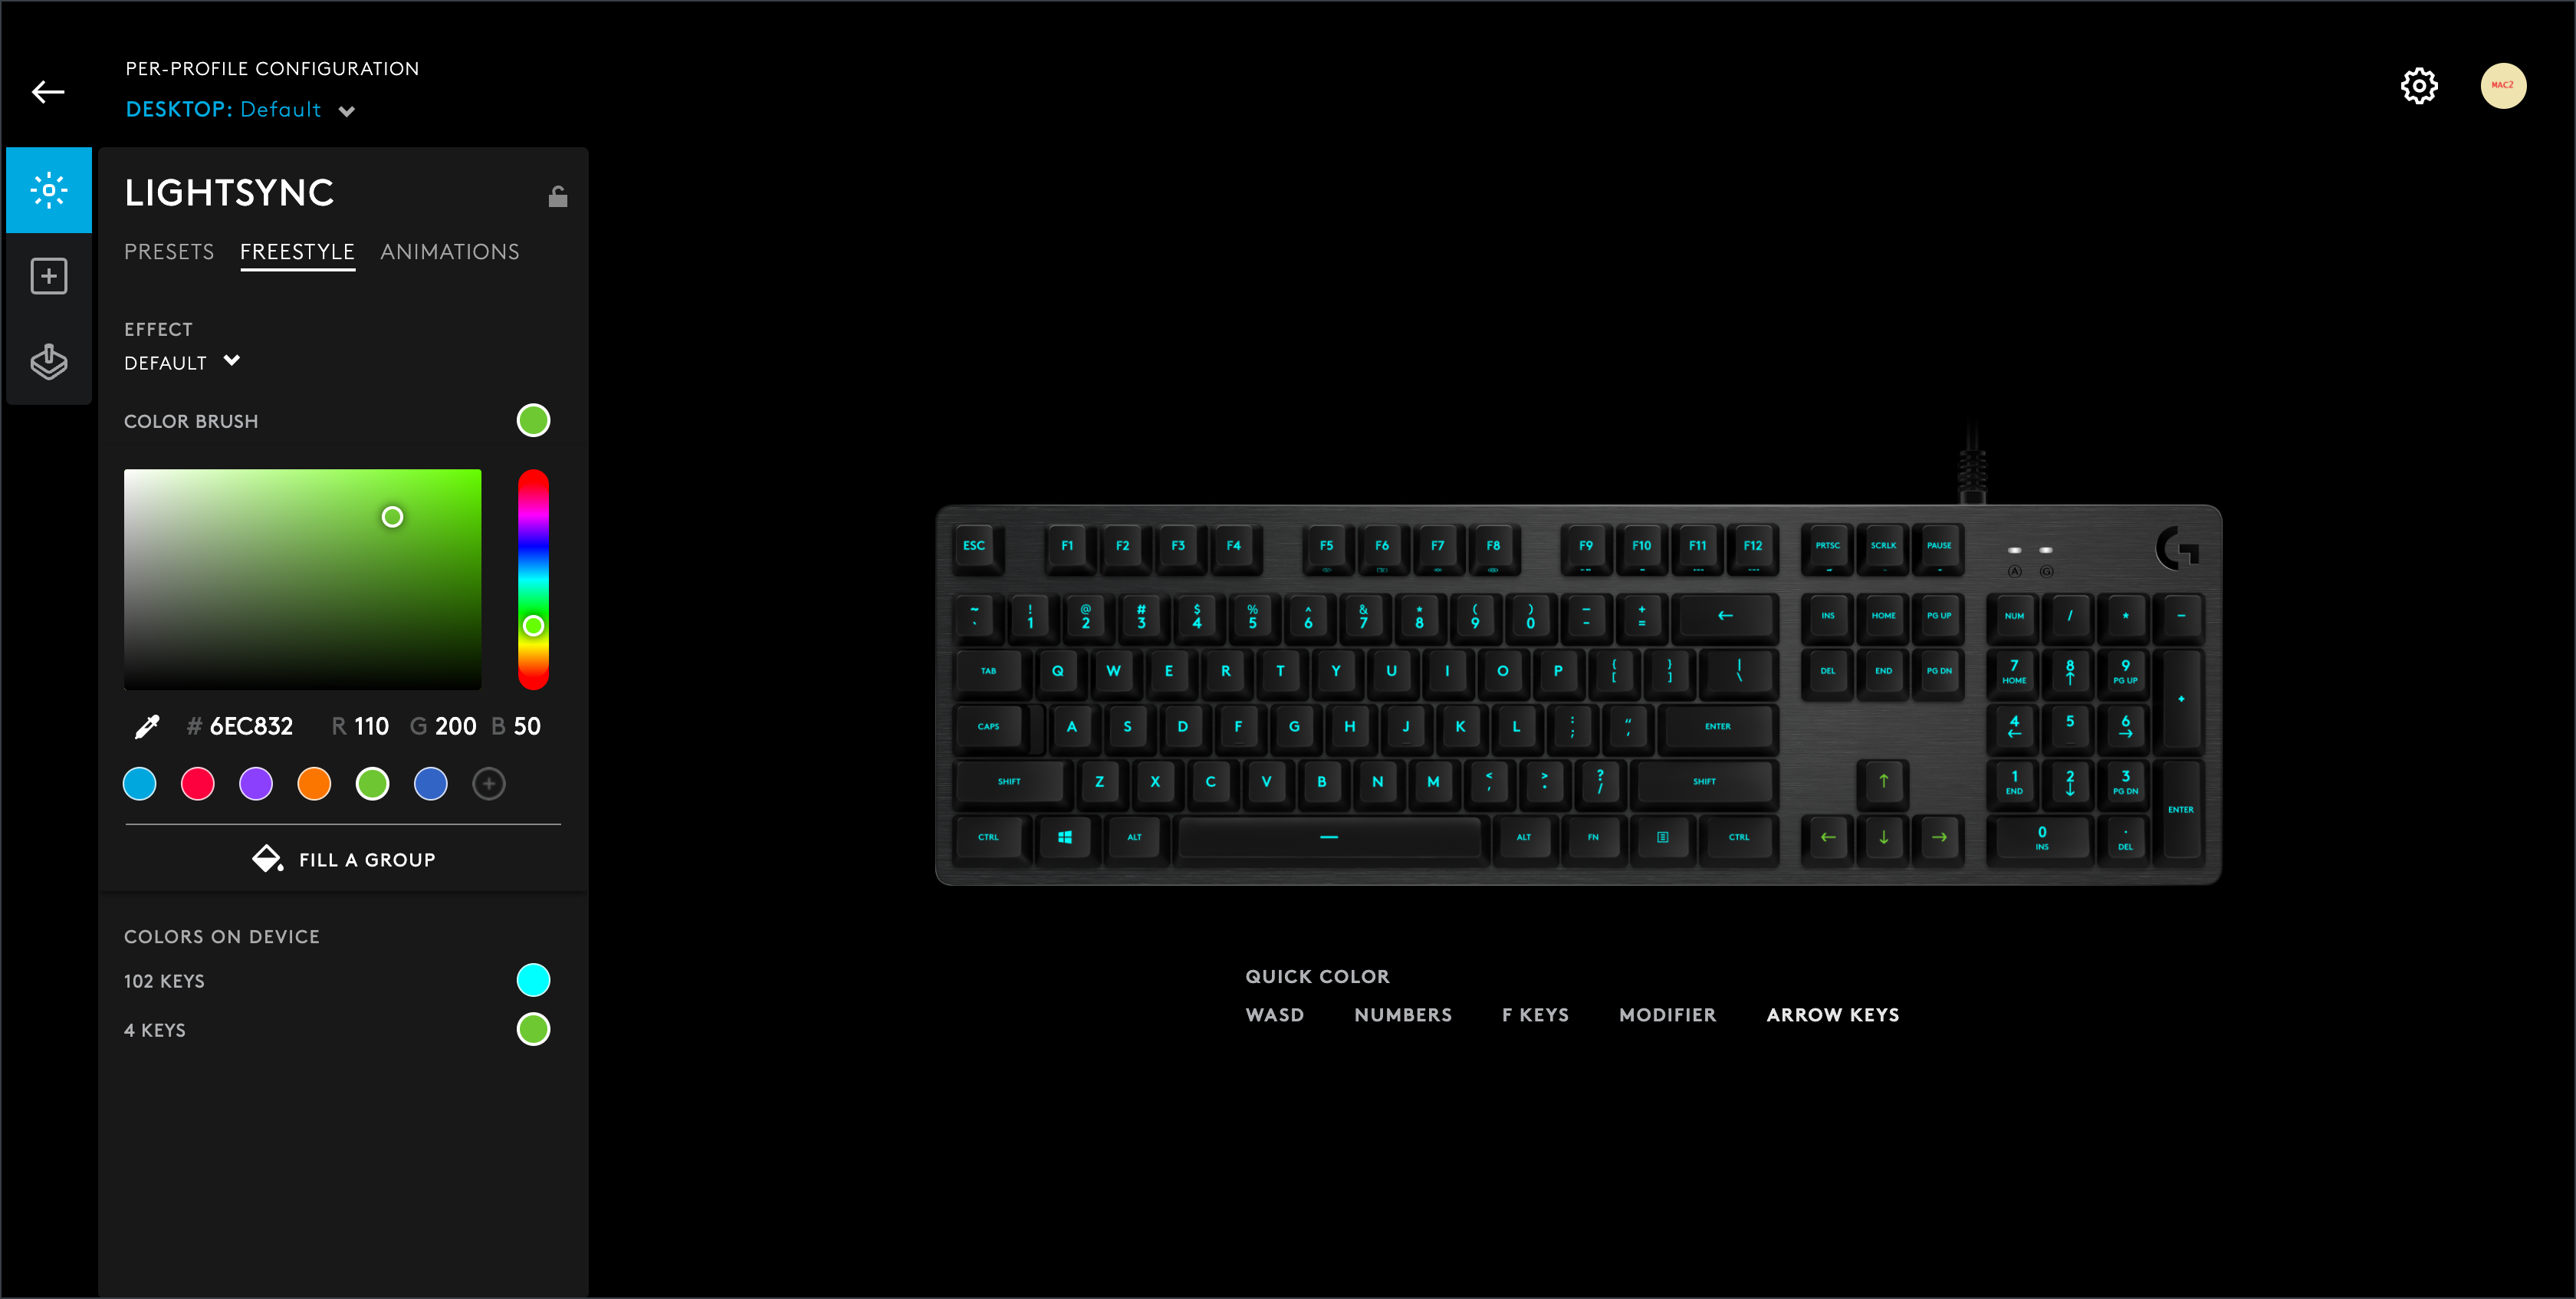 PER-PROFILE CONFIGURATION
DESKTOP: Default
MAC2
LIGHTSYNC
PRESETS FREESTYLE ANIMATIONS
EFFECT
DEFAULT
COLOR BRUSH
# 6EC832 R 110 G 200 B 50
FILL A GROUP
COLORS ON DEVICE
102 KEYS
4 KEYS
ESC F1 F2 F3 F4 F5 F6 F7 F8 F9 F10 F11 F12 PRTSC SCRLK PAUSE
A G
~ ! @ # $ % ^ & * ( ) – +
` 1 2 3 4 5 6 7 8 9 0 - = ← INS HOME PG UP NUM / * –
TAB Q W E R T Y U I O P { [ } ] | \ DEL END PG DN 7 HOME 8 ↑ 9 PG UP +
CAPS A S D F G H J K L : ; “ ‘ ENTER 4 ← 5 6 →
SHIFT Z X C V B N M < , > . ? / SHIFT ↑ 1 END 2 ↓ 3 PG DN ENTER
CTRL ALT — ALT FN CTRL ← ↓ → 0 INS . DEL
QUICK COLOR
WASD NUMBERS F KEYS MODIFIER ARROW KEYS